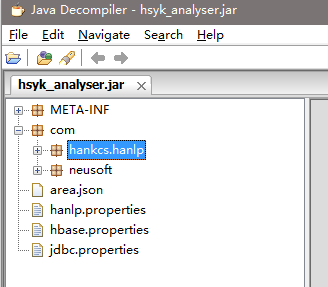 Java Decompiler - hsyk_analyser.jar
File Edit Navigate Search Help
hsyk_analyser.jar
META-INF
com
hankcs.hanlp
neusoft
area.json
hanlp.properties
hbase.properties
jdbc.properties